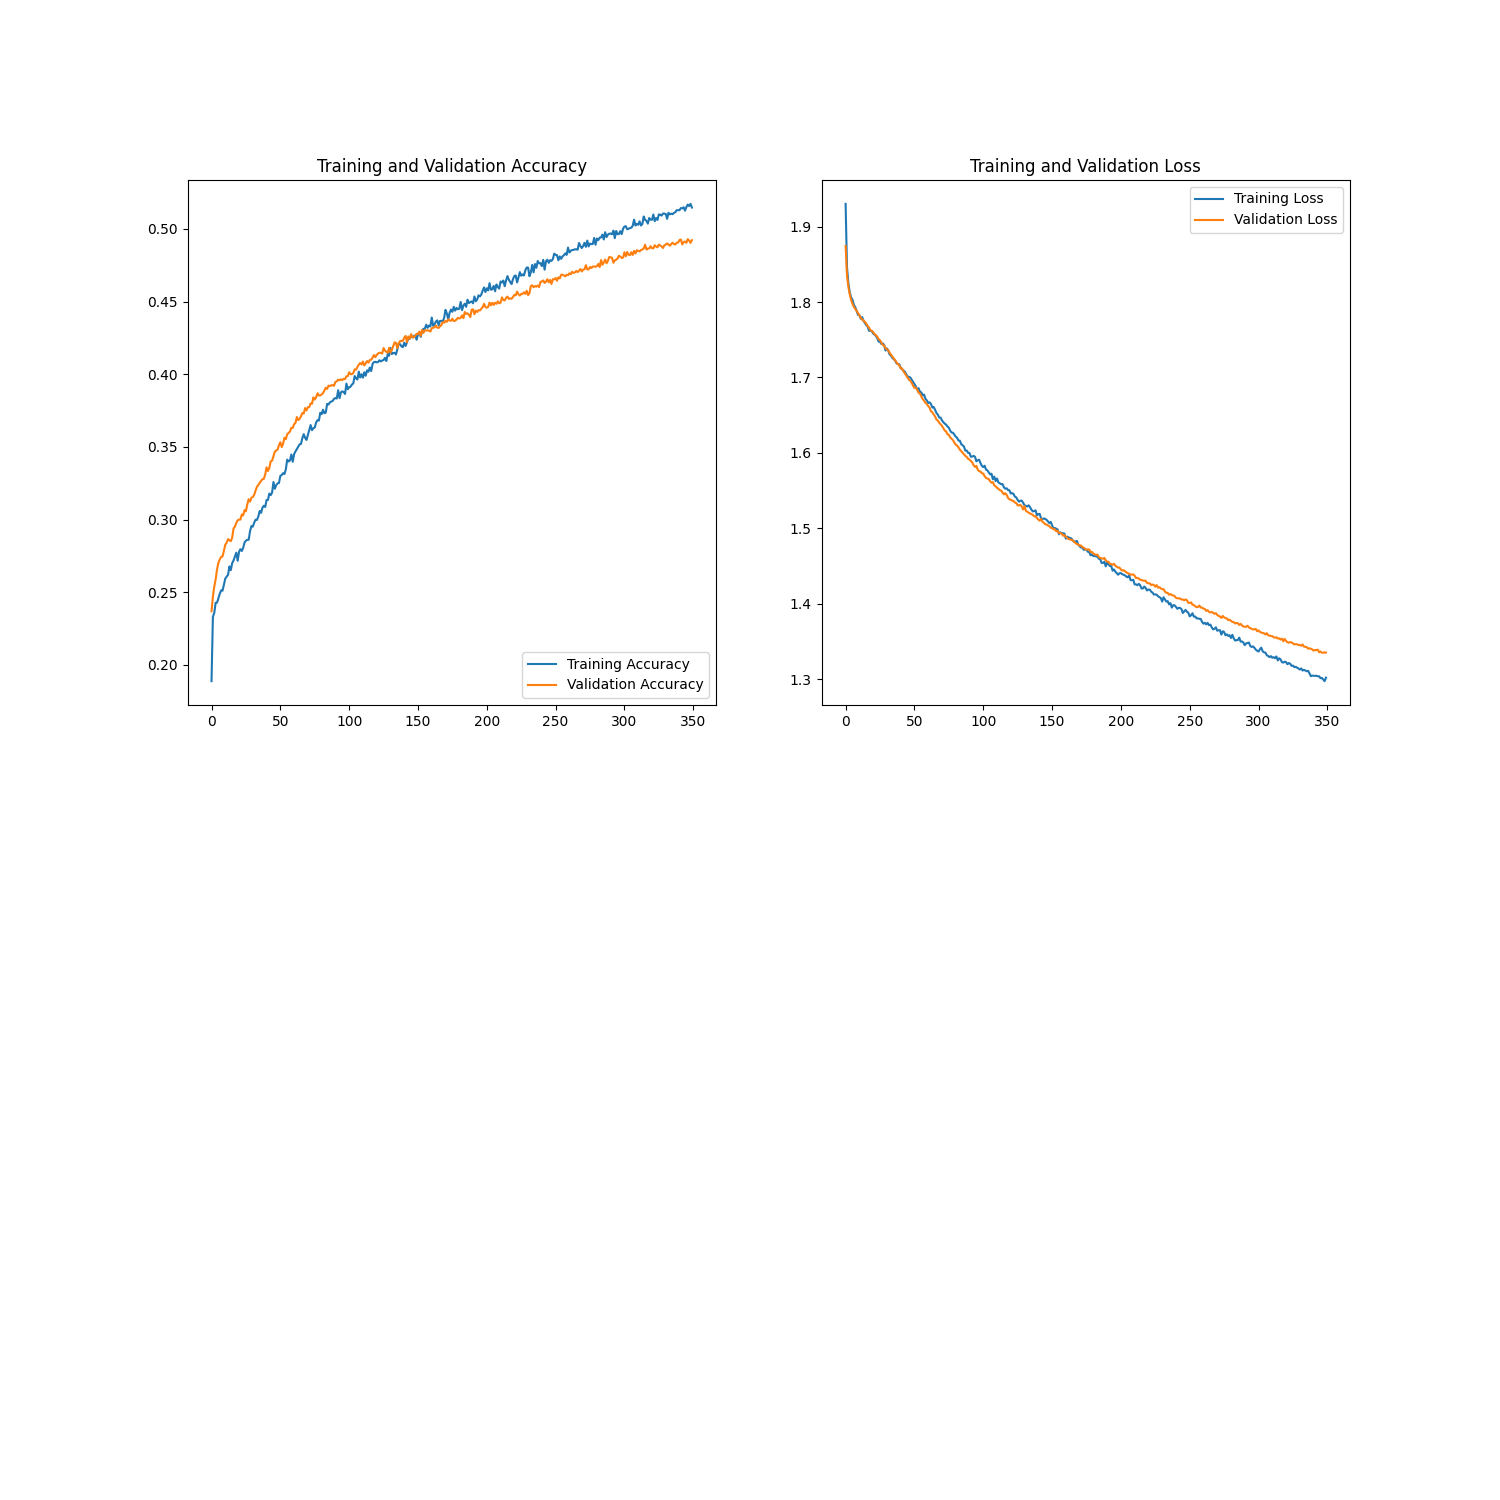 Training and Validation Accuracy
0.50
0.45
0.40
0.35
0.30
0.25
0.20
Training Accuracy
Validation Accuracy
0 50 100 150 200 250 300 350
Training and Validation Loss
Training Loss
Validation Loss
1.9
1.8
1.7
1.6
1.5
1.4
1.3
0 50 100 150 200 250 300 350